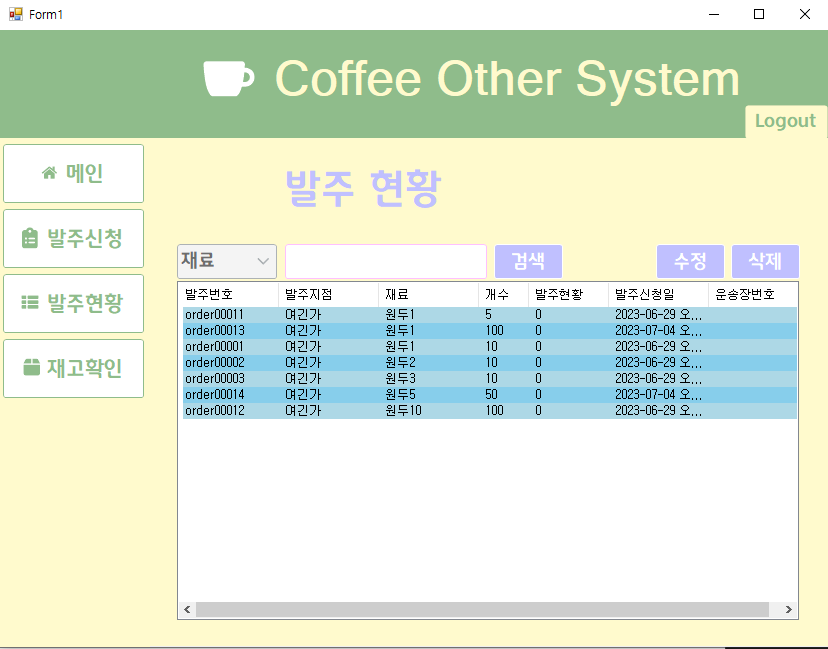 Form1
Coffee Other System
Logout
메인
발주신청
발주현황
재고확인
발주 현황
재료 검색 수정 삭제
발주번호 발주지점 재료 개수 발주현황 발주신청일 운송장번호
order00011 여긴가 원두1 5 0 2023-06-29 오...
order00013 여긴가 원두1 100 0 2023-07-04 오...
order00001 여긴가 원두1 10 0 2023-06-29 오...
order00002 여긴가 원두2 10 0 2023-06-29 오...
order00003 여긴가 원두3 10 0 2023-06-29 오...
order00014 여긴가 원두5 50 0 2023-07-04 오...
order00012 여긴가 원두10 100 0 2023-06-29 오...